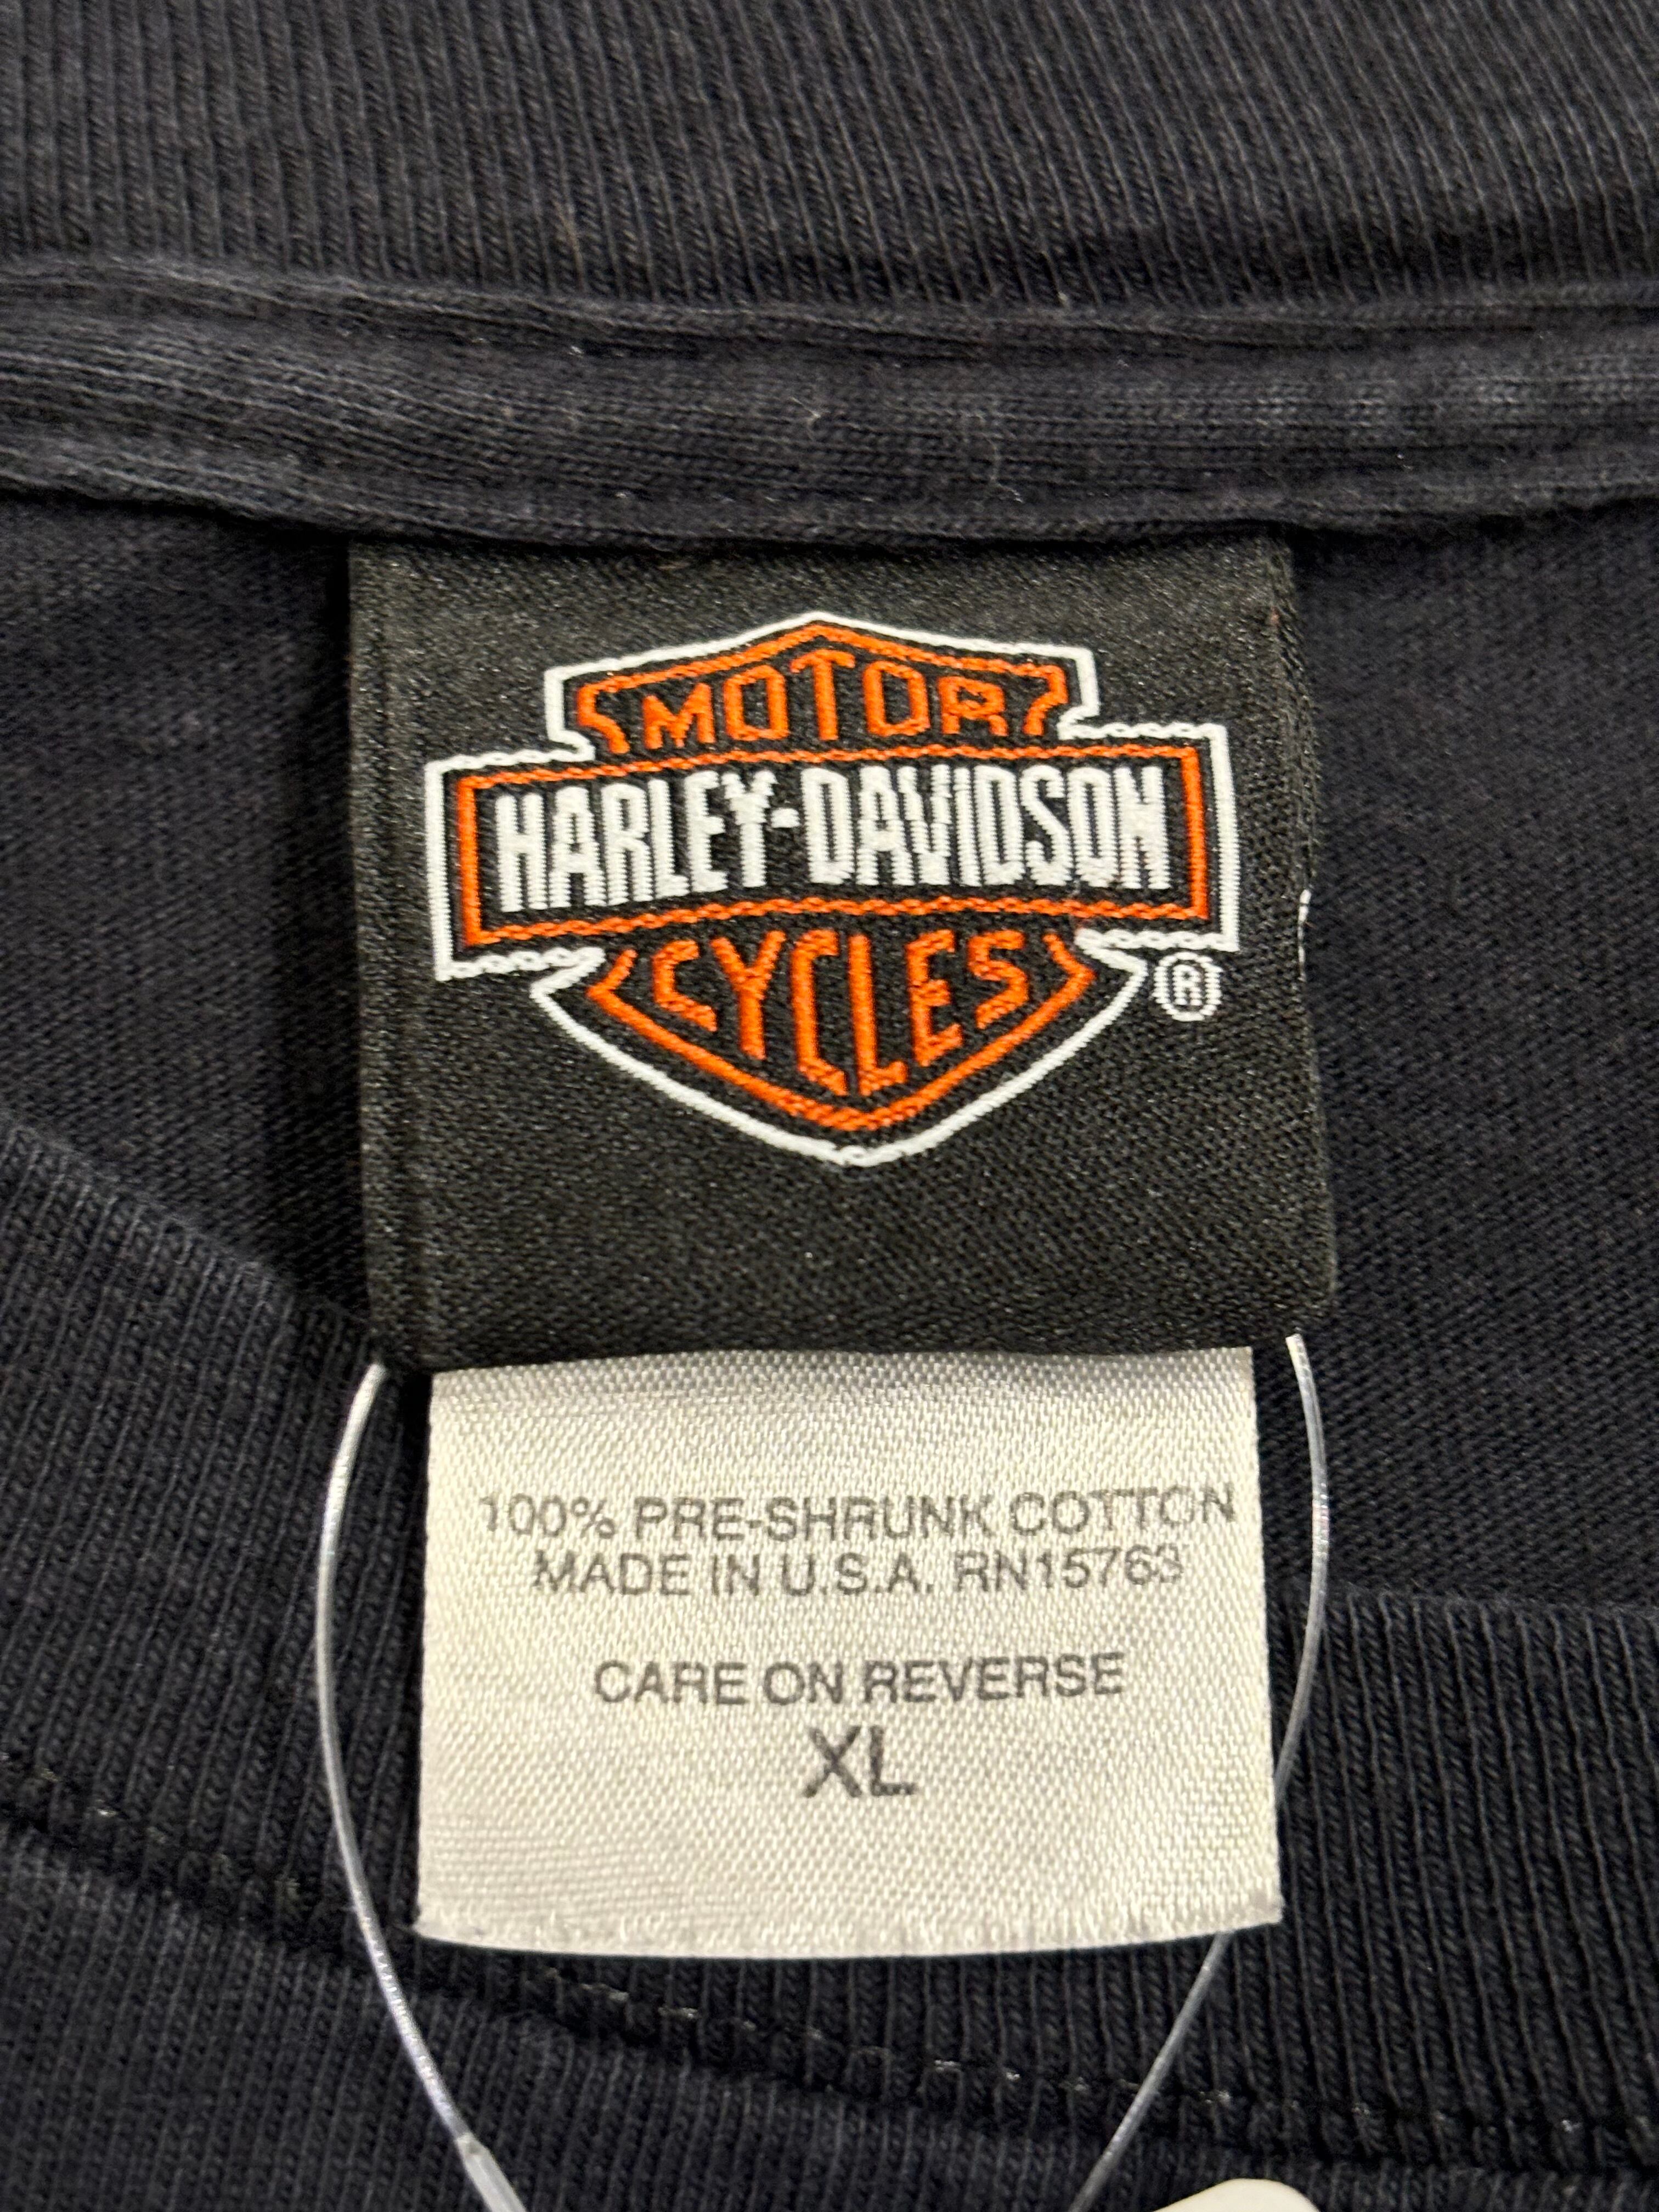 MOTOR
HARLEY-DAVIDSON
CYCLES
®
100% PRE-SHRUNK COTTON
MADE IN U.S.A. RN15763
CARE ON REVERSE
XL